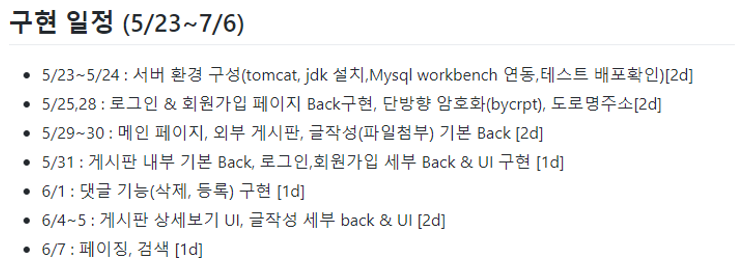 구현 일정 (5/23~7/6)
5/23~5/24 : 서버 환경 구성(tomcat, jdk 설치,Mysql workbench 연동,테스트 배포확인)[2d]
5/25,28 : 로그인 & 회원가입 페이지 Back구현, 단방향 암호화(bycrpt), 도로명주소[2d]
5/29~30 : 메인 페이지, 외부 게시판, 글작성(파일첨부) 기본 Back [2d]
5/31 : 게시판 내부 기본 Back, 로그인,회원가입 세부 Back & UI 구현 [1d]
6/1 : 댓글 기능(삭제, 등록) 구현 [1d]
6/4~5 : 게시판 상세보기 UI, 글작성 세부 back & UI [2d]
6/7 : 페이징, 검색 [1d]